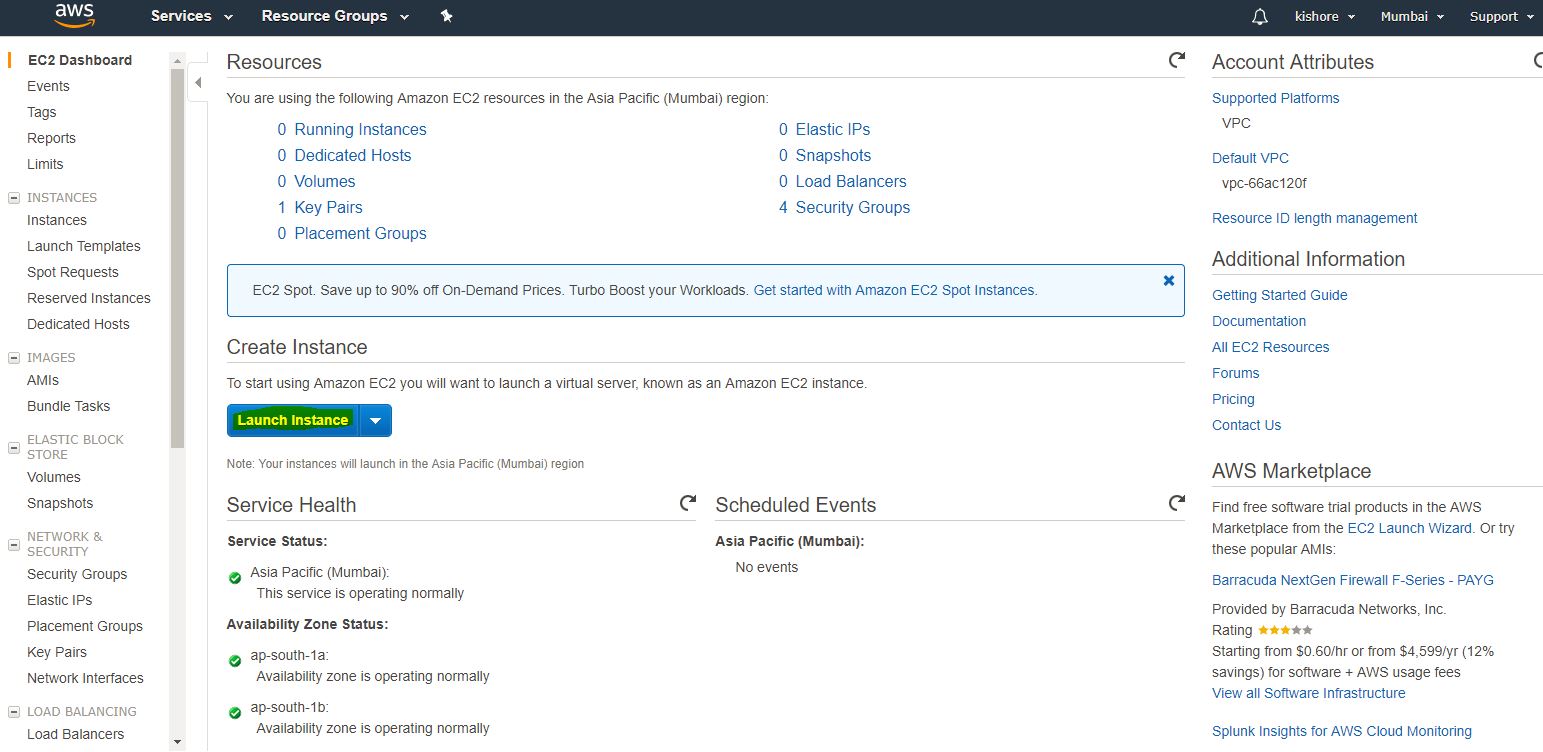 aws
Services
Resource Groups
kishore
Mumbai
Support
EC2 Dashboard
Events
Tags
Reports
Limits
INSTANCES
Instances
Launch Templates
Spot Requests
Reserved Instances
Dedicated Hosts
IMAGES
AMIs
Bundle Tasks
ELASTIC BLOCK
STORE
Volumes
Snapshots
NETWORK &
SECURITY
Security Groups
Elastic IPs
Placement Groups
Key Pairs
Network Interfaces
LOAD BALANCING
Load Balancers
Resources
You are using the following Amazon EC2 resources in the Asia Pacific (Mumbai) region:
0 Running Instances
0 Dedicated Hosts
0 Volumes
1 Key Pairs
0 Placement Groups
0 Elastic IPs
0 Snapshots
0 Load Balancers
4 Security Groups
EC2 Spot. Save up to 90% off On-Demand Prices. Turbo Boost your Workloads. Get started with Amazon EC2 Spot Instances.
Create Instance
To start using Amazon EC2 you will want to launch a virtual server, known as an Amazon EC2 instance.
Launch Instance
Note: Your instances will launch in the Asia Pacific (Mumbai) region
Service Health
Service Status:
Asia Pacific (Mumbai):
This service is operating normally
Availability Zone Status:
ap-south-1a:
Availability zone is operating normally
ap-south-1b:
Availability zone is operating normally
Scheduled Events
Asia Pacific (Mumbai):
No events
Account Attributes
Supported Platforms
VPC
Default VPC
vpc-66ac120f
Resource ID length management
Additional Information
Getting Started Guide
Documentation
All EC2 Resources
Forums
Pricing
Contact Us
AWS Marketplace
Find free software trial products in the AWS
Marketplace from the EC2 Launch Wizard. Or try
these popular AMIs:
Barracuda NextGen Firewall F-Series - PAYG
Provided by Barracuda Networks, Inc.
Rating
Starting from $0.60/hr or from $4,599/yr (12%
savings) for software + AWS usage fees
View all Software Infrastructure
Splunk Insights for AWS Cloud Monitoring